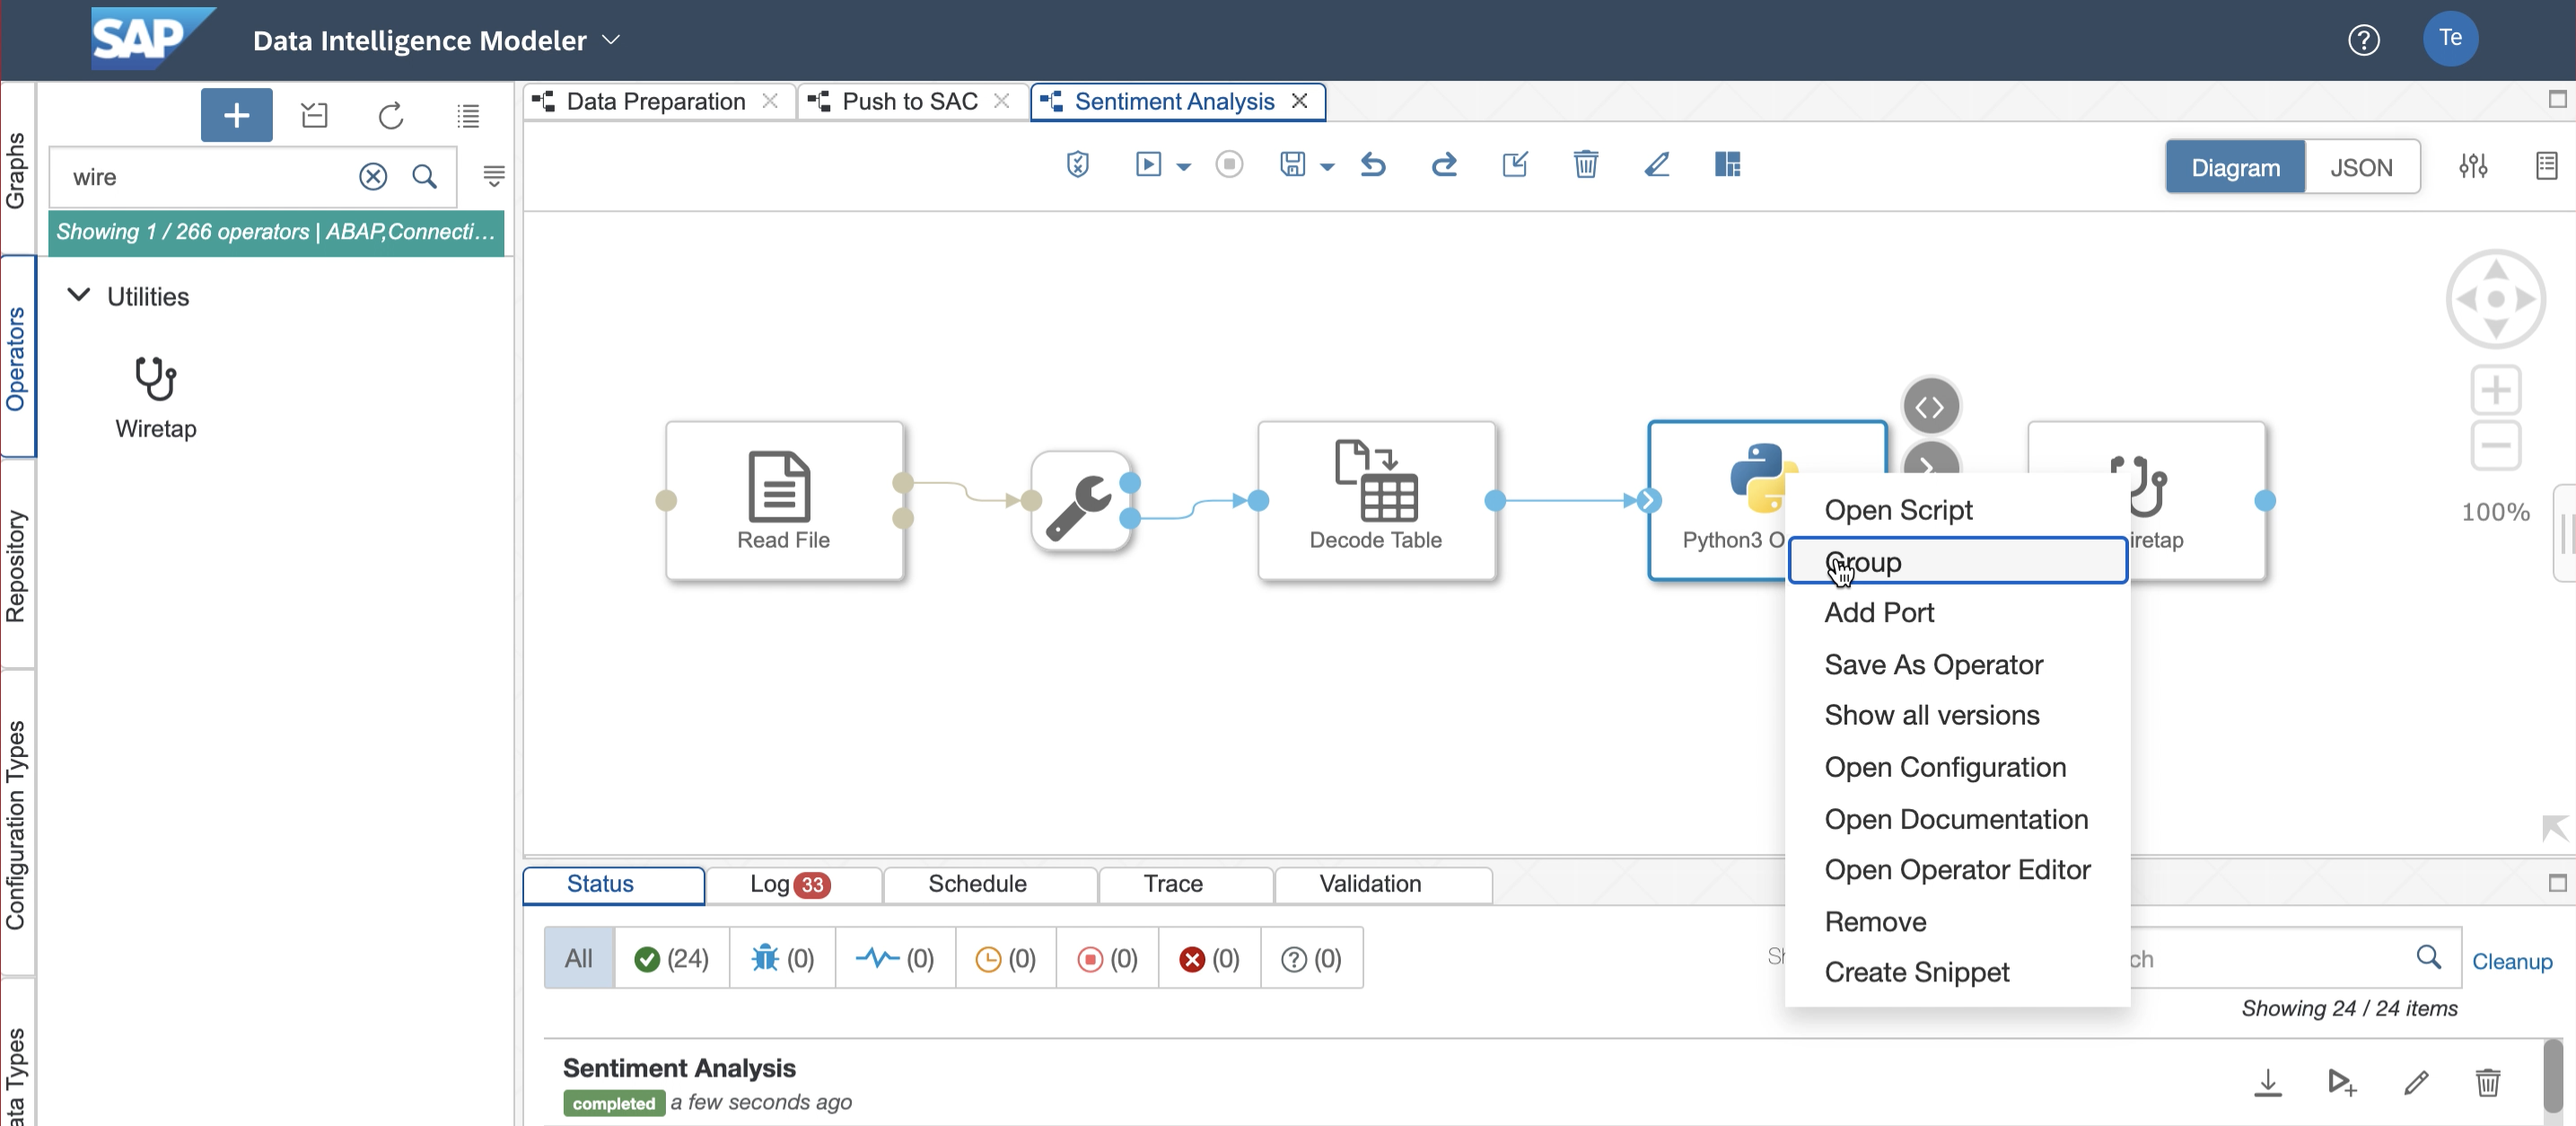 SAP
Data Intelligence Modeler
?
Te
Graphs
Operators
Repository
Configuration Types
ata Types
+
wire
Showing 1 / 266 operators | ABAP,Connecti...
Utilities
Wiretap
Data Preparation
Push to SAC
Sentiment Analysis
Diagram
JSON
100%
Read File
Decode Table
Python3 O
iretap
Open Script
Group
Add Port
Save As Operator
Show all versions
Open Configuration
Open Documentation
Open Operator Editor
Remove
Create Snippet
Status
Log 33
Schedule
Trace
Validation
All
(24)
(0)
(0)
(0)
(0)
(0)
? (0)
Sh
ch
Cleanup
Showing 24 / 24 items
Sentiment Analysis
completed a few seconds ago